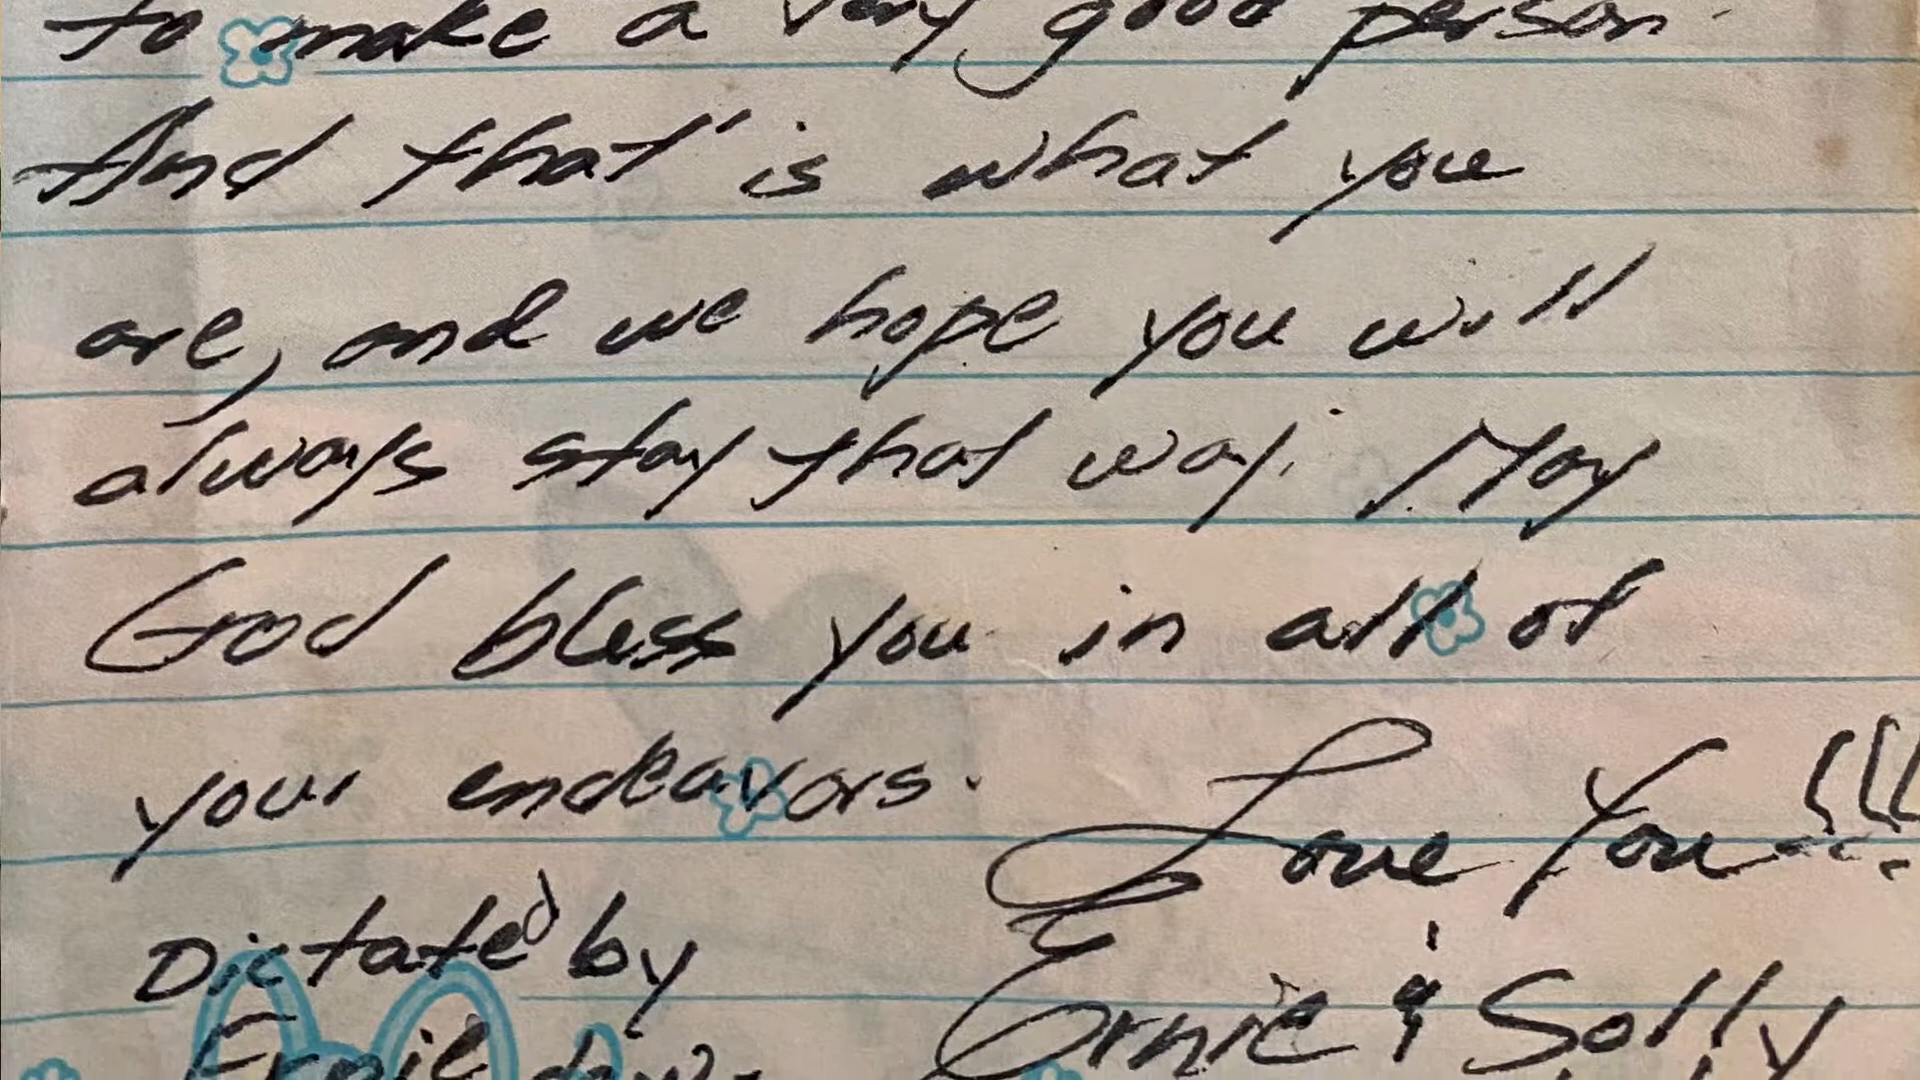 to make a very good person.
And that is what you
are, and we hope you will
always stay that way. May
God bless you in all of
your endeavors.
Love You!!!
Dictated by
Ernie & Solly
Ernie